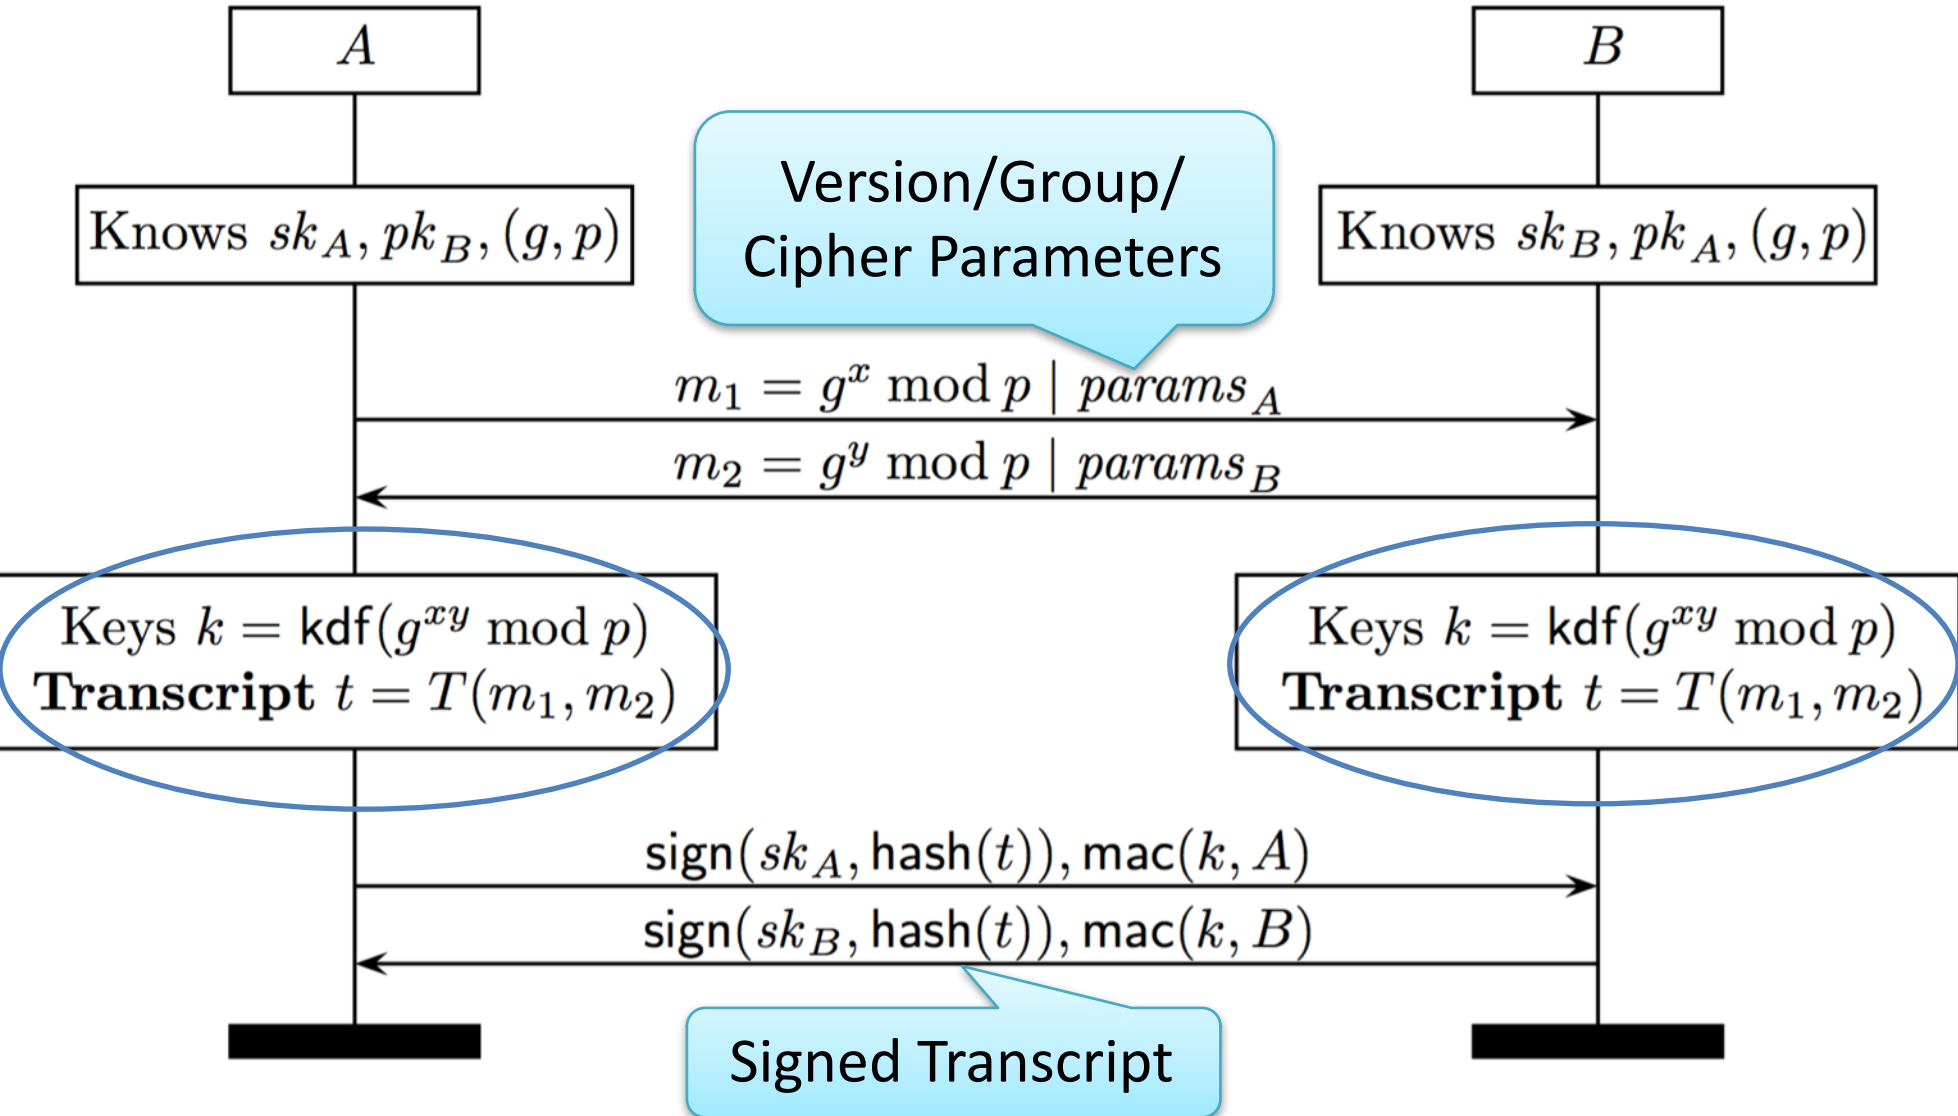 A
B
Knows sk_A, pk_B, (g, p)
Version/Group/
Cipher Parameters
Knows sk_B, pk_A, (g, p)
m_1 = g^x mod p | params_A
m_2 = g^y mod p | params_B
Keys k = kdf(g^{xy} mod p)
Transcript t = T(m_1, m_2)
Keys k = kdf(g^{xy} mod p)
Transcript t = T(m_1, m_2)
sign(sk_A, hash(t)), mac(k, A)
sign(sk_B, hash(t)), mac(k, B)
Signed Transcript